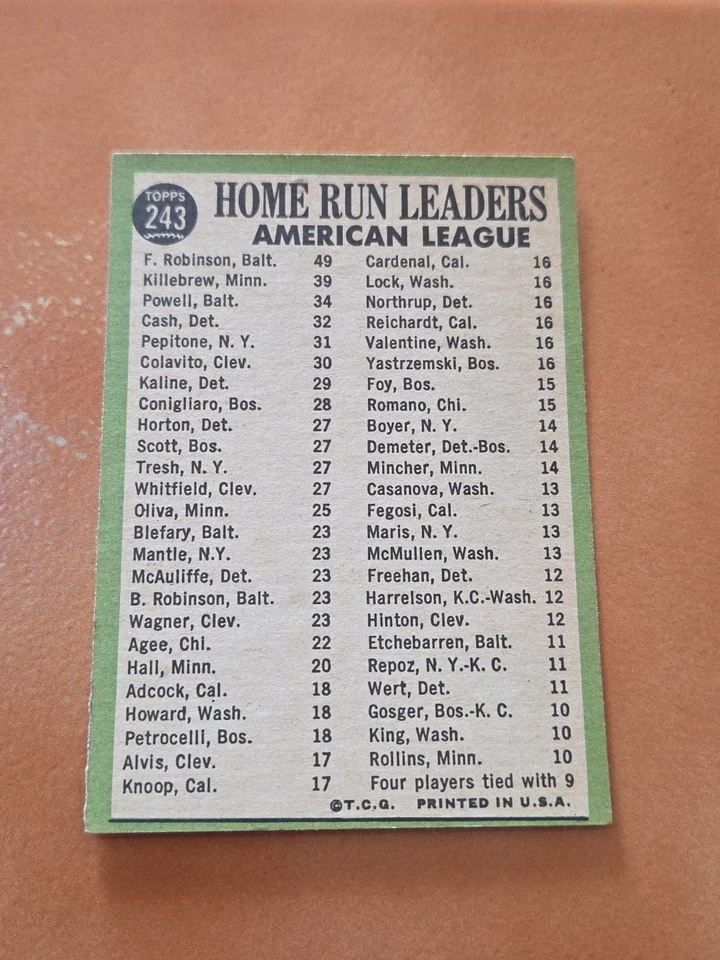 TOPPS
243
HOME RUN LEADERS
AMERICAN LEAGUE
F. Robinson, Balt. 49
Killebrew, Minn. 39
Powell, Balt. 34
Cash, Det. 32
Pepitone, N. Y. 31
Colavito, Clev. 30
Kaline, Det. 29
Conigliaro, Bos. 28
Horton, Det. 27
Scott, Bos. 27
Tresh, N. Y. 27
Whitfield, Clev. 27
Oliva, Minn. 25
Blefary, Balt. 23
Mantle, N.Y. 23
McAuliffe, Det. 23
B. Robinson, Balt. 23
Wagner, Clev. 23
Agee, Chi. 22
Hall, Minn. 20
Adcock, Cal. 18
Howard, Wash. 18
Petrocelli, Bos. 18
Alvis, Clev. 17
Knoop, Cal. 17
Cardenal, Cal. 16
Lock, Wash. 16
Northrup, Det. 16
Reichardt, Cal. 16
Valentine, Wash. 16
Yastrzemski, Bos. 16
Foy, Bos. 15
Romano, Chi. 15
Boyer, N. Y. 14
Demeter, Det.-Bos. 14
Mincher, Minn. 14
Casanova, Wash. 13
Fegosi, Cal. 13
Maris, N. Y. 13
McMullen, Wash. 13
Freehan, Det. 12
Harrelson, K.C.-Wash. 12
Hinton, Clev. 12
Etchebarren, Balt. 11
Repoz, N. Y.-K. C. 11
Wert, Det. 11
Gosger, Bos.-K. C. 10
King, Wash. 10
Rollins, Minn. 10
Four players tied with 9
©T.C.G. PRINTED IN U.S.A.